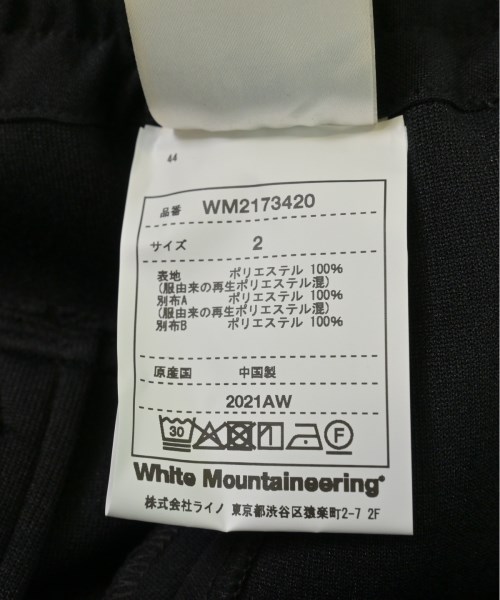 44
品番 WM2173420
サイズ 2
表地 ポリエステル 100%
(服由来の再生ポリエステル混)
別布A ポリエステル 100%
(服由来の再生ポリエステル混)
別布B ポリエステル 100%
原産国 中国製
2021AW
30 F
White Mountaineering®
株式会社ライノ 東京都渋谷区猿楽町2-7 2F